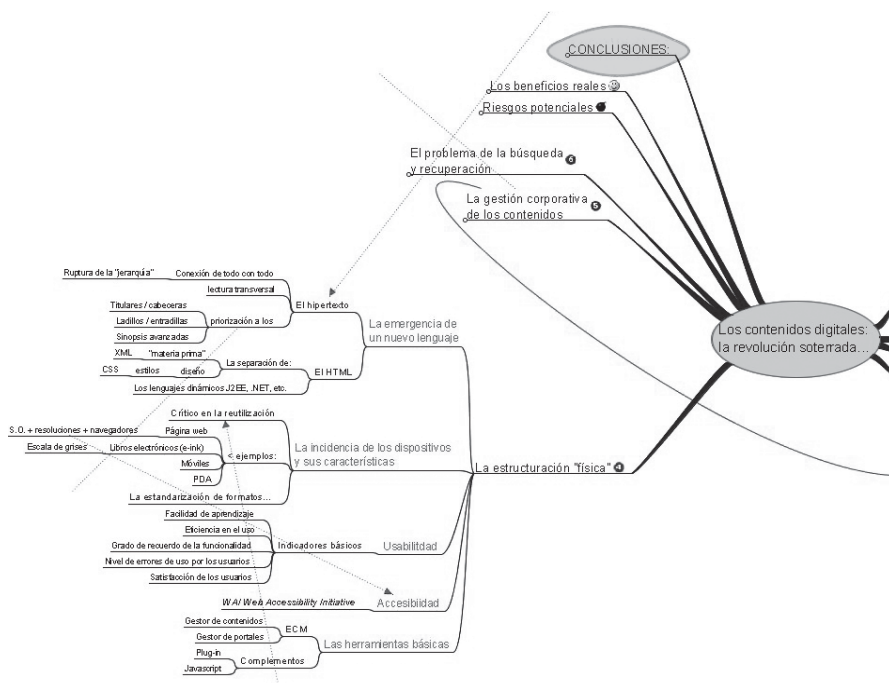 CONCLUSIONES:
Los beneficios reales
Riesgos potenciales
El problema de la búsqueda
y recuperación
6
La gestión corporativa
de los contenidos
5
Los contenidos digitales:
la revolución soterrada...
La estructuración "física"
4
La emergencia de
un nuevo lenguaje
El hipertexto
Conexión de todo con todo
Ruptura de la "jerarquía"
lectura transversal
priorización a los
Titulares / cabeceras
Ladillos / entradillas
Sinopsis avanzadas
El HTML
La separación de:
"materia prima"
XML
diseño
estilos
CSS
Los lenguajes dinámicos J2EE, .NET, etc.
La incidencia de los dispositivos
y sus características
Crítico en la reutilización
< ejemplos:
Página web
S.O. + resoluciones + navegadores
Libros electrónicos (e-ink)
Escala de grises
Móviles
PDA
La estandarización de formatos...
Usabilitdad
Indicadores básicos
Facilidad de aprendizaje
Eficiencia en el uso
Grado de recuerdo de la funcionalidad
Nivel de errores de uso por los usuarios
Satisfacción de los usuarios
Accesibiidad
WAI Web Accessibility Initiative
Las herramientas básicas
ECM
Gestor de contenidos
Gestor de portales
Complementos
Plug-in
Javascript